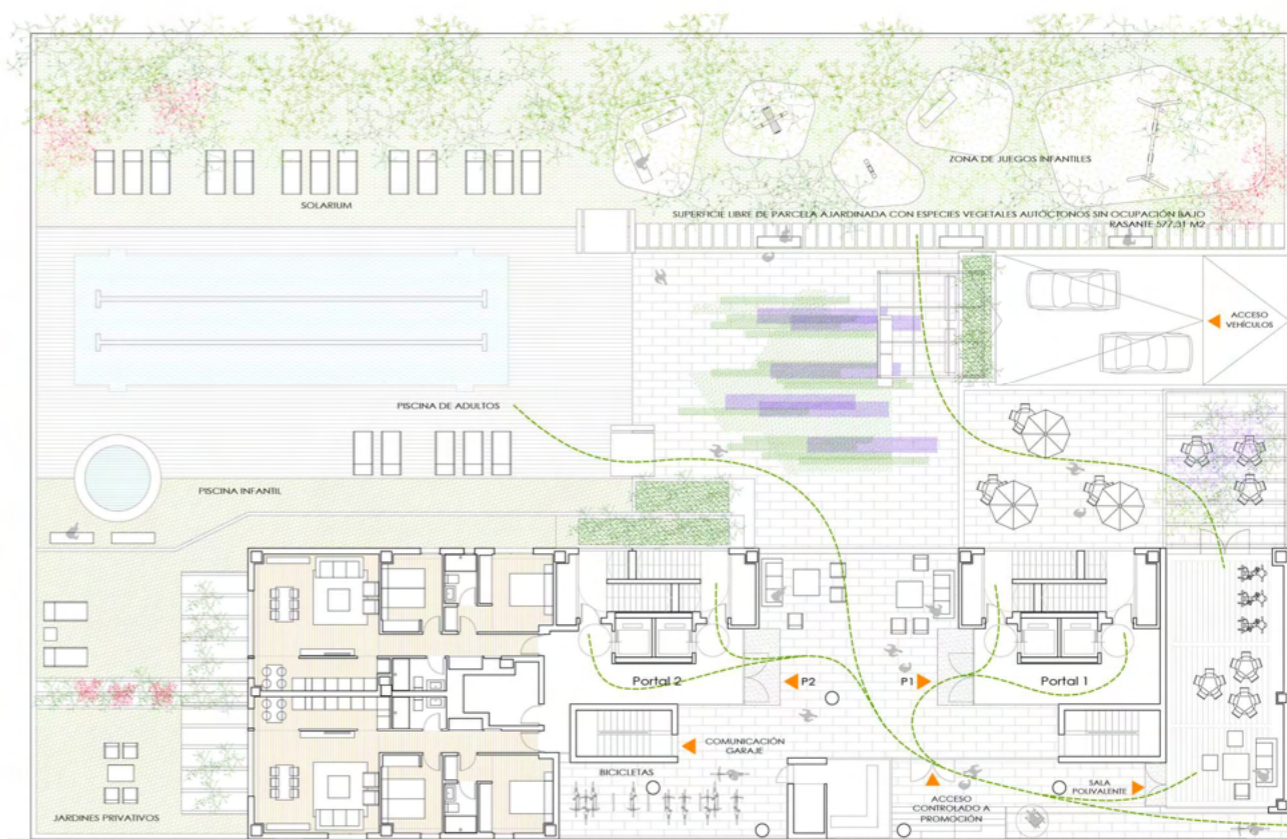 ZONA DE JUEGOS INFANTILES
SOLARIUM
SUPERFICIE LIBRE DE PARCELA AJARDINADA CON ESPECIES VEGETALES AUTÓCTONOS SIN OCUPACIÓN BAJO
RASANTE 577,31 M2
ACCESO
VEHÍCULOS
PISCINA DE ADULTOS
PISCINA INFANTIL
Portal 2
P2
P1
Portal 1
COMUNICACIÓN
GARAJE
BICICLETAS
SALA
POLIVALENTE
ACCESO
CONTROLADO A
PROMOCIÓN
JARDINES PRIVATIVOS